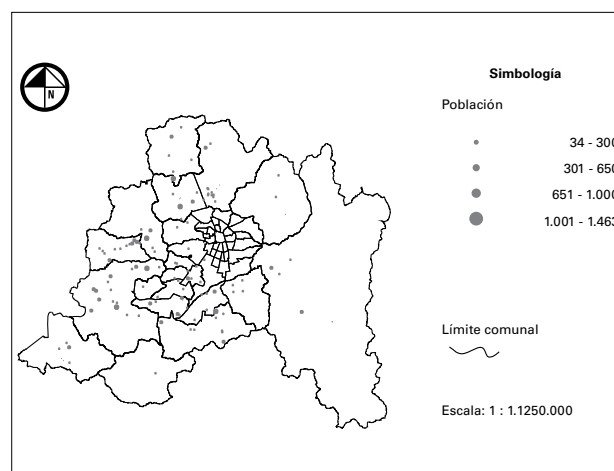 N
Simbología
Población
34 - 300
301 - 650
651 - 1.000
1.001 - 1.463
Límite comunal
Escala: 1 : 1.1250.000